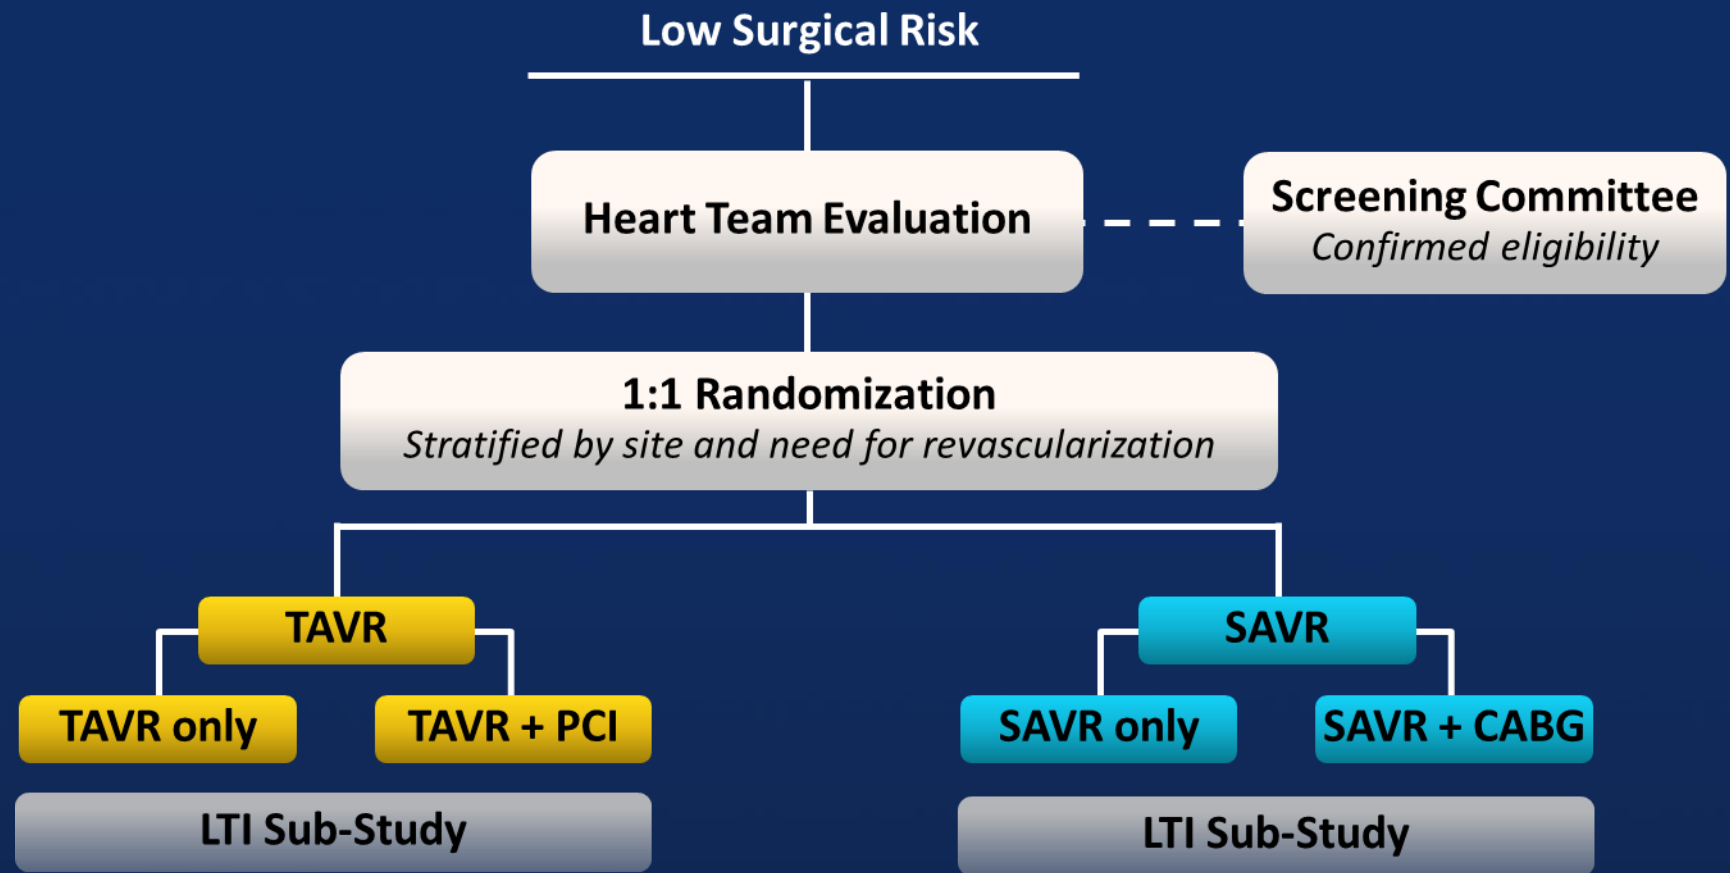 Low Surgical Risk
Heart Team Evaluation
Screening Committee
Confirmed eligibility
1:1 Randomization
Stratified by site and need for revascularization
TAVR
SAVR
TAVR only
TAVR + PCI
SAVR only
SAVR + CABG
LTI Sub-Study
LTI Sub-Study